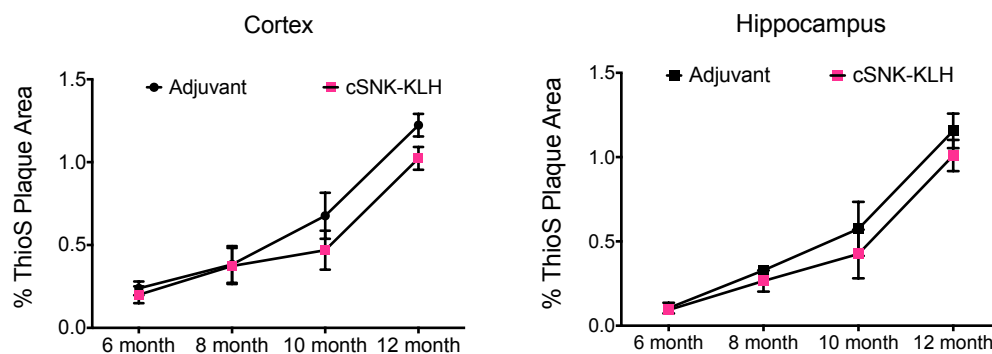 Cortex
% ThioS Plaque Area
1.5
1.0
0.5
0.0
Adjuvant cSNK-KLH
6 month 8 month 10 month 12 month
Hippocampus
% ThioS Plaque Area
1.5
1.0
0.5
0.0
Adjuvant cSNK-KLH
6 month 8 month 10 month 12 month